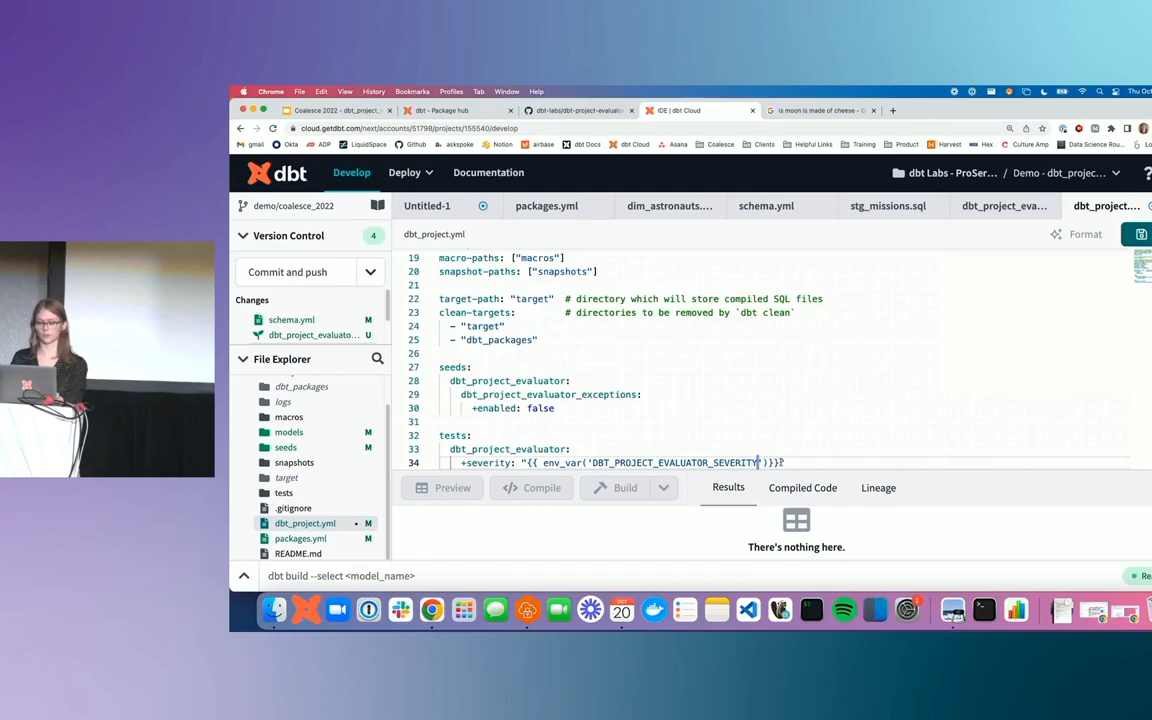 Chrome File Edit View History Bookmarks Profiles Tab Window Help
Thu Oct
Coalesce 2022 - dbt_project_
dbt - Package hub
dbt-labs/dbt-project-evaluator
IDE | dbt Cloud
is moon is made of cheese - G
cloud.getdbt.com/next/accounts/51798/projects/155540/develop
gmail Okta ADP LiquidSpace Github askspoke Notion airbase dbt Docs dbt Cloud Asana Coalesce Clients Helpful Links Training Product Harvest Hex Culture Amp Data Science Rou...
dbt Develop Deploy Documentation dbt Labs - ProSer... / Demo - dbt_projec...
demo/coalesce_2022
Untitled-1 packages.yml dim_astronauts.... schema.yml stg_missions.sql dbt_project_eva... dbt_project....
Version Control 4
dbt_project.yml
Format
Commit and push
Changes
schema.yml M
dbt_project_evaluato... U
File Explorer
dbt_packages
logs
macros
models M
seeds M
snapshots
target
tests
.gitignore
dbt_project.yml • M
packages.yml M
README.md
19 macro-paths: ["macros"]
20 snapshot-paths: ["snapshots"]
21
22 target-path: "target" # directory which will store compiled SQL files
23 clean-targets: # directories to be removed by `dbt clean`
24 - "target"
25 - "dbt_packages"
26
27 seeds:
28 dbt_project_evaluator:
29 dbt_project_evaluator_exceptions:
30 +enabled: false
31
32 tests:
33 dbt_project_evaluator:
34 +severity: "{{ env_var('DBT_PROJECT_EVALUATOR_SEVERITY')}}
Preview Compile Build
Results Compiled Code Lineage
There's nothing here.
dbt build --select <model_name>
OCT
20
2